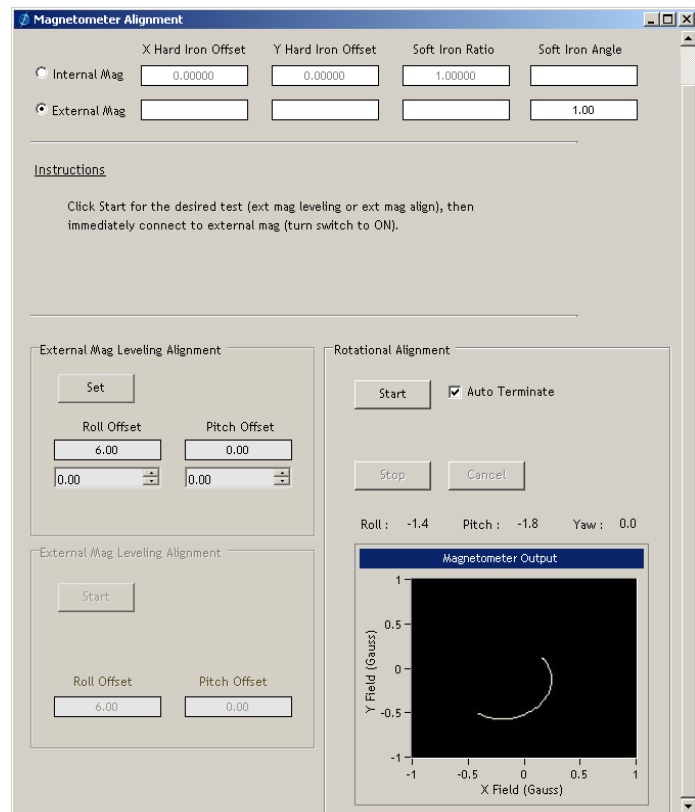 Magnetometer Alignment
X Hard Iron Offset Y Hard Iron Offset Soft Iron Ratio Soft Iron Angle
Internal Mag 0.00000 0.00000 1.00000
External Mag 1.00
Instructions
Click Start for the desired test (ext mag leveling or ext mag align), then
immediately connect to external mag (turn switch to ON).
External Mag Leveling Alignment
Set
Roll Offset Pitch Offset
6.00 0.00
0.00 0.00
External Mag Leveling Alignment
Start
Roll Offset Pitch Offset
6.00 0.00
Rotational Alignment
Start Auto Terminate
Stop Cancel
Roll : -1.4 Pitch : -1.8 Yaw : 0.0
Magnetometer Output
Y Field (Gauss)
1
0.5
0
-0.5
-1
-1 -0.5 0 0.5 1
X Field (Gauss)